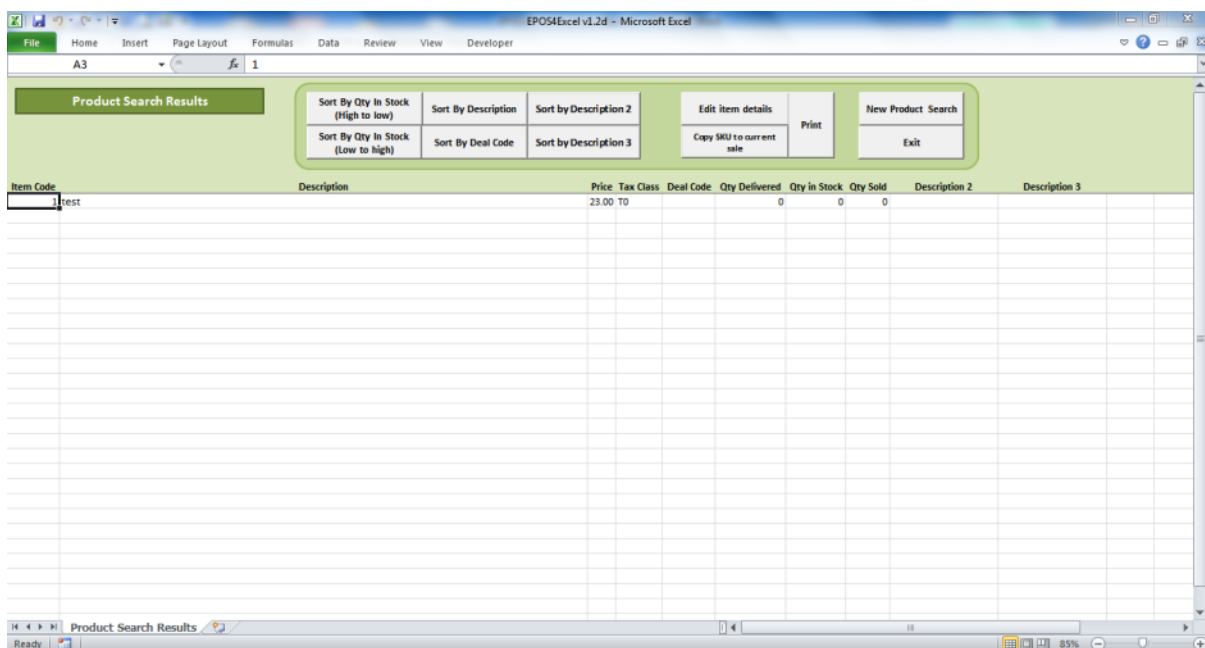 EPOS4Excel v1.2d - Microsoft Excel
File Home Insert Page Layout Formulas Data Review View Developer
A3 fx 1
Product Search Results
Sort By Qty In Stock
(High to low)
Sort By Description
Sort by Description 2
Edit item details
Print
New Product Search
Sort By Qty In Stock
(Low to high)
Sort By Deal Code
Sort by Description 3
Copy SKU to current
sale
Exit
Item Code Description Price Tax Class Deal Code Qty Delivered Qty in Stock Qty Sold Description 2 Description 3
1 test 23.00 T0 0 0 0
Product Search Results
Ready 85%